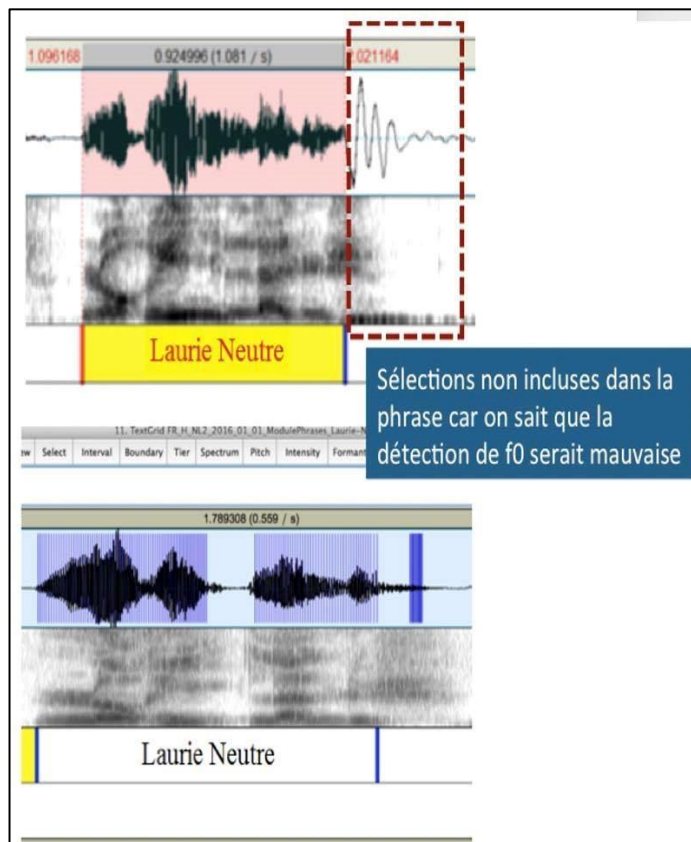 1.096168 0.924996 (1.081 / s) 2.021164
Laurie Neutre
Sélections non incluses dans la
phrase car on sait que la
détection de f0 serait mauvaise
11. TextGrid FR_H_NL2_2016_01_01_ModulePhrases_Laurie-N
ew Select Interval Boundary Tier Spectrum Pitch Intensity Formant
1.789308 (0.559 / s)
Laurie Neutre